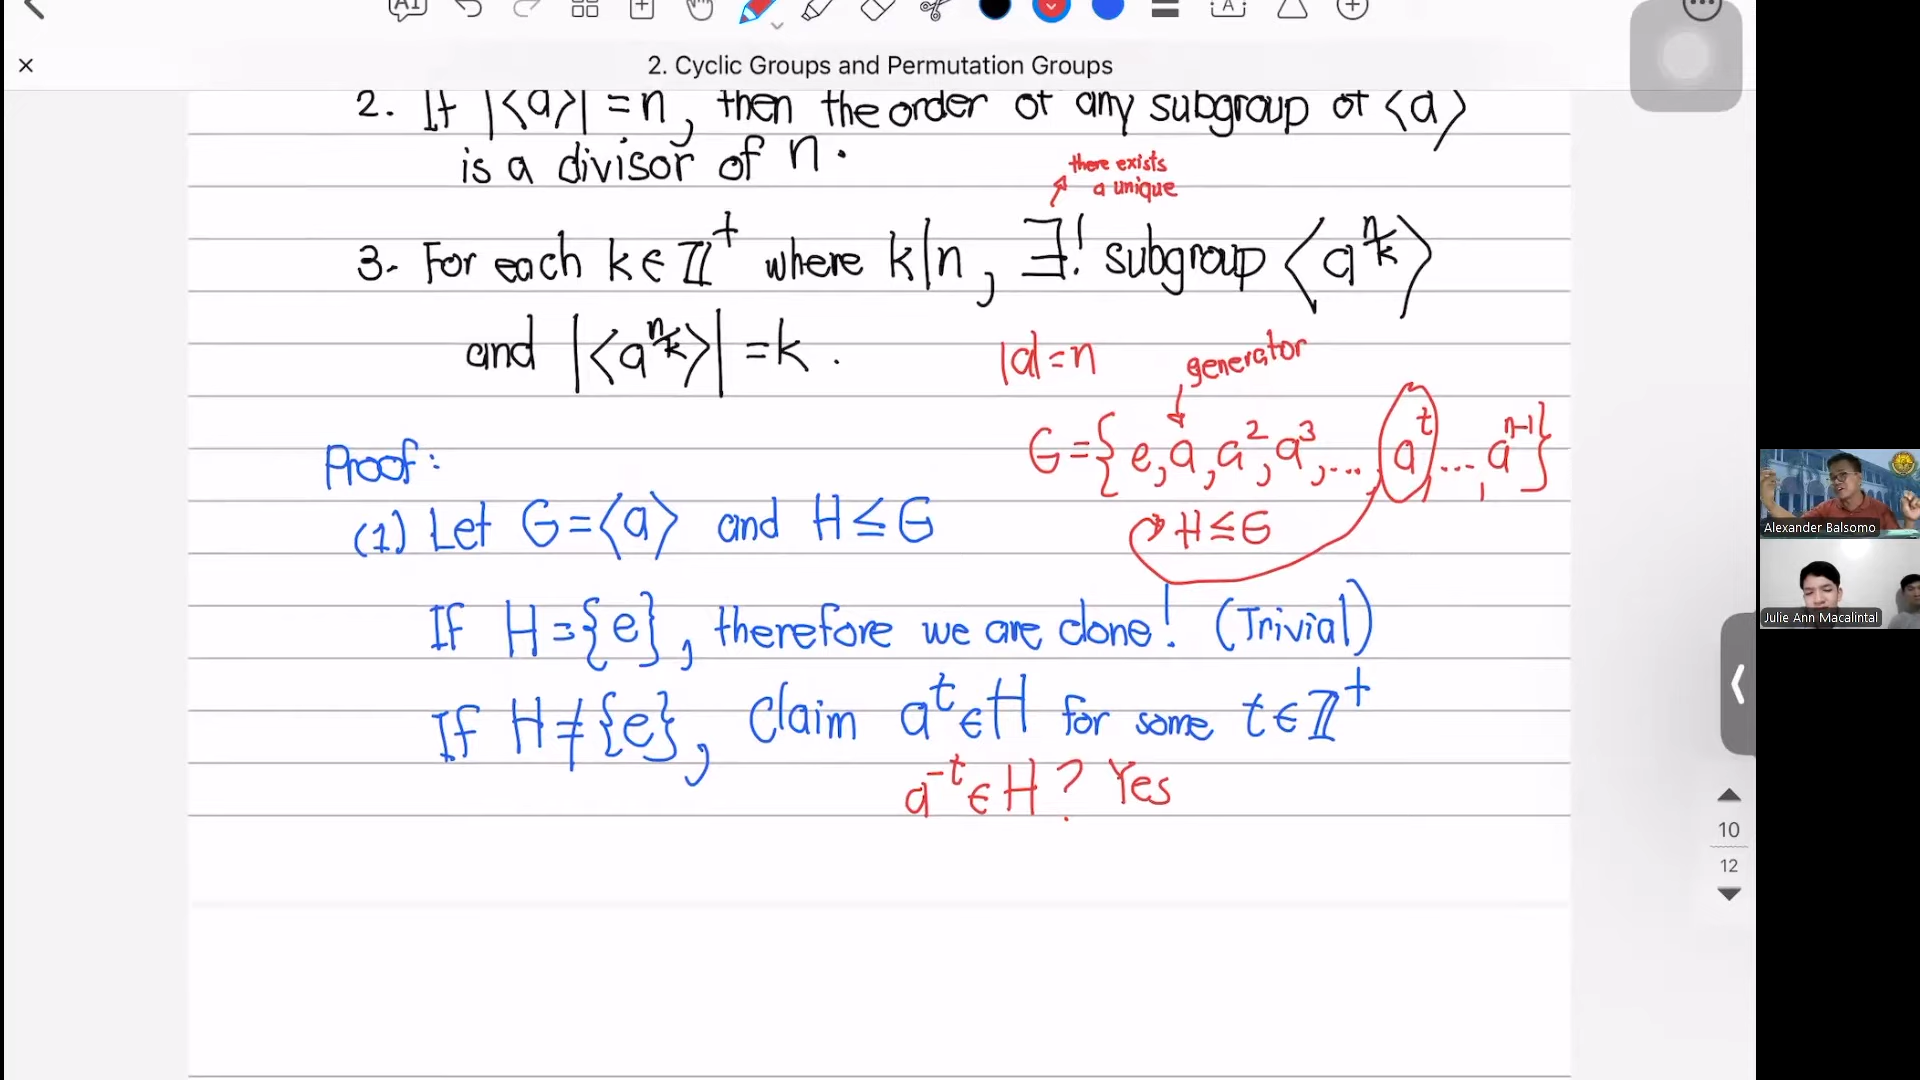 AI
A
2. Cyclic Groups and Permutation Groups
2. If |<a>| = n, then the order of any subgroup of <a>
is a divisor of n.
there exists
a unique
3. For each k ∈ ℤ⁺ where k|n, ∃! subgroup <a^(n/k)>
and |<a^(n/k)>| = k.
|a| = n
generator
G = {e, a, a², a³, ... a^t, ..., a^(n-1)}
Proof:
(1) Let G = <a> and H ≤ G
H ≤ G
If H = {e}, therefore we are done! (Trivial)
If H ≠ {e}, Claim a^t ∈ H for some t ∈ ℤ⁺
a^(-t) ∈ H? Yes
Alexander Balsomo
Julie Ann Macalintal
10
12